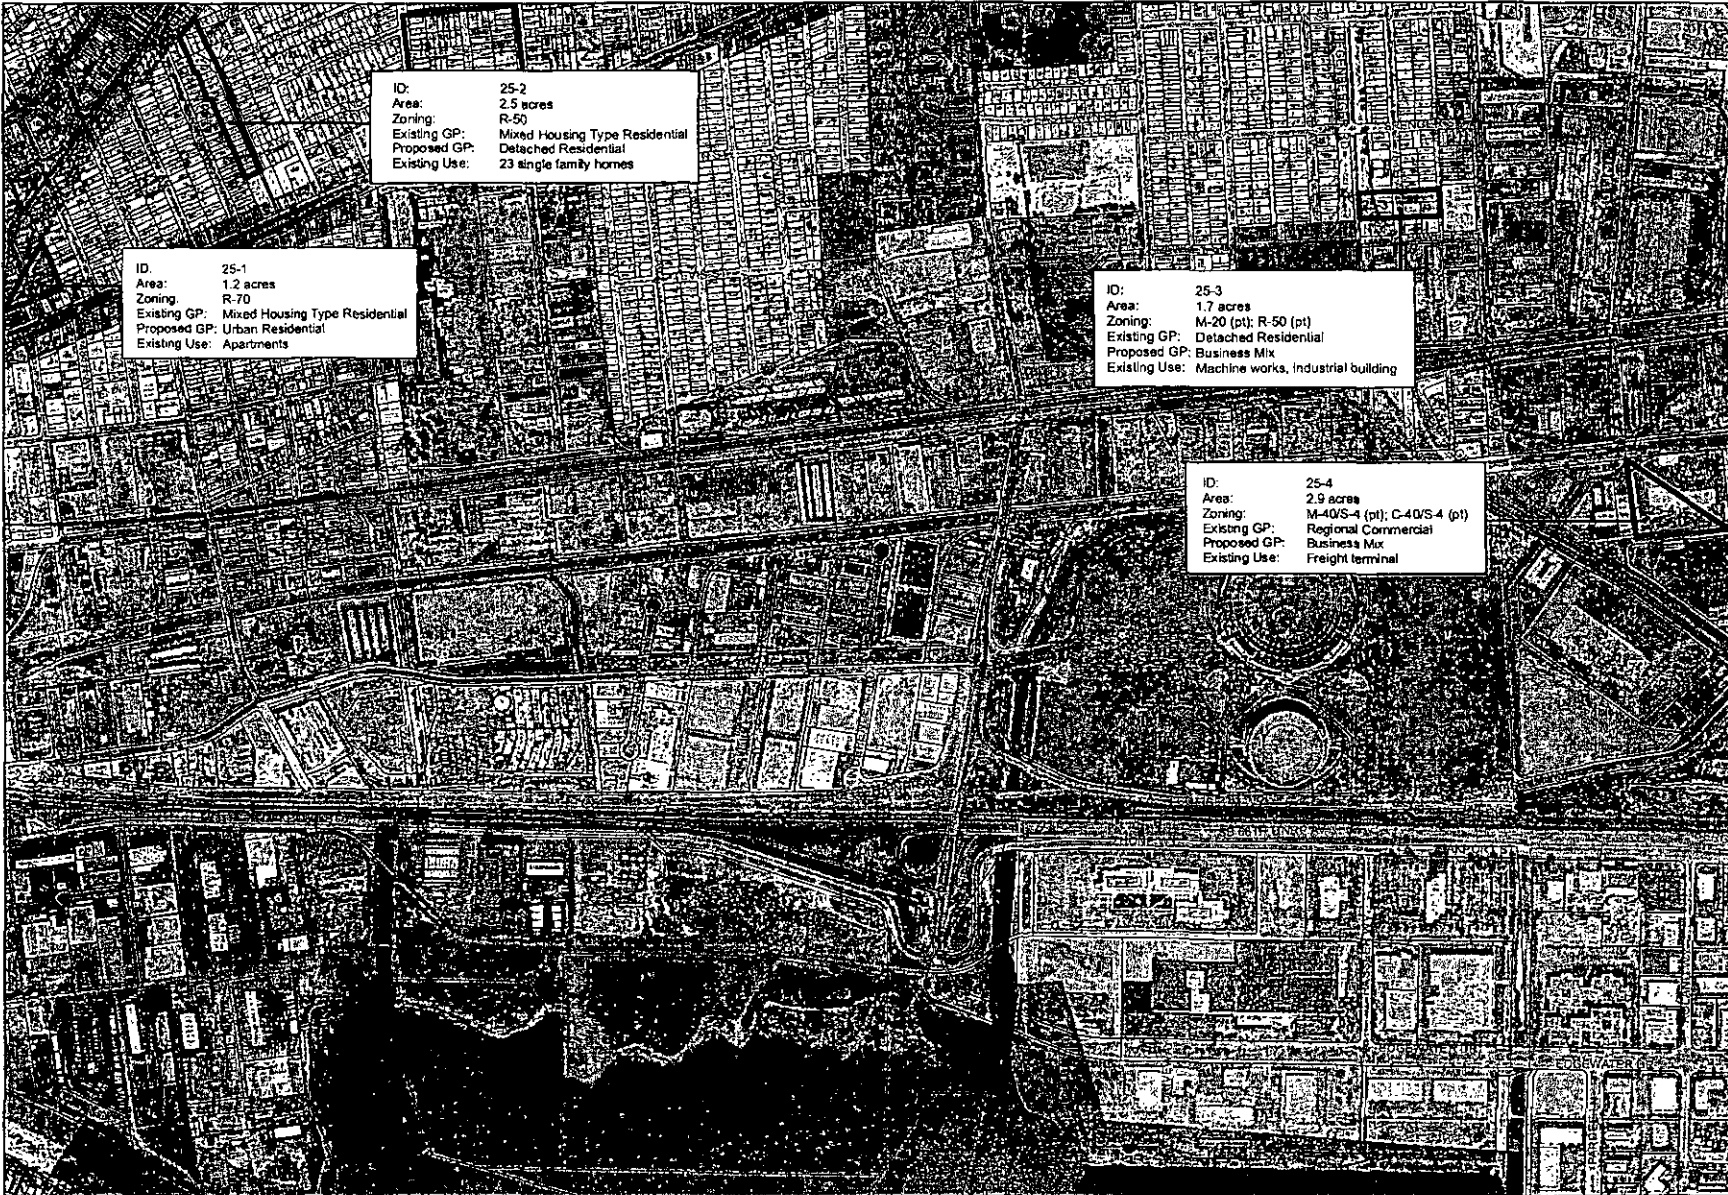 ID: 25-2
Area: 2.5 acres
Zoning: R-50
Existing GP: Mixed Housing Type Residential
Proposed GP: Detached Residential
Existing Use: 23 single family homes
ID: 25-1
Area: 1.2 acres
Zoning. R-70
Existing GP: Mixed Housing Type Residential
Proposed GP: Urban Residential
Existing Use: Apartments
ID: 25-3
Area: 1.7 acres
Zoning: M-20 (pt); R-50 (pt)
Existing GP: Detached Residential
Proposed GP: Business Mix
Existing Use: Machine works, industrial building
ID: 25-4
Area: 2.9 acres
Zoning: M-40/S-4 (pt); C-40/S-4 (pt)
Existing GP: Regional Commercial
Proposed GP: Business Mix
Existing Use: Freight terminal